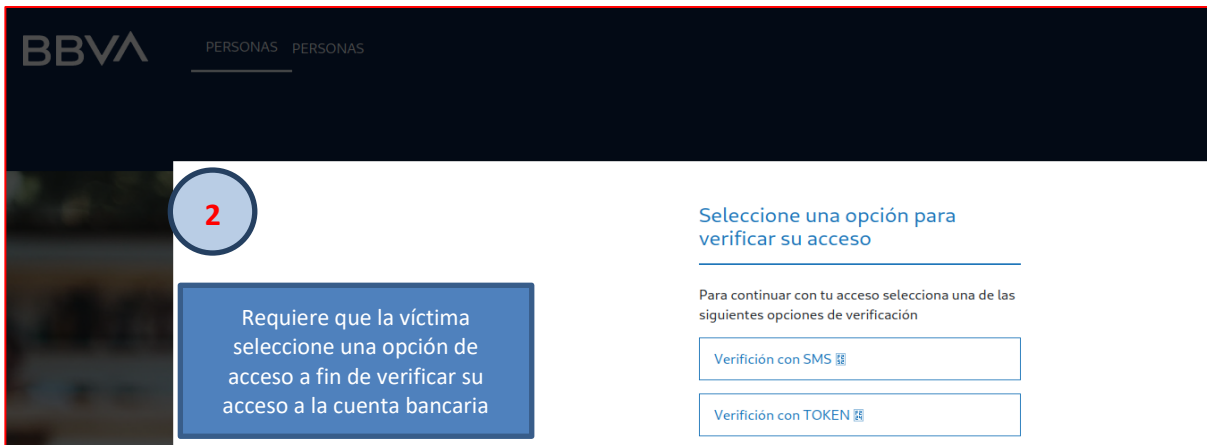 BBVA
PERSONAS PERSONAS
2
Requiere que la víctima
seleccione una opción de
acceso a fin de verificar su
acceso a la cuenta bancaria
Seleccione una opción para
verificar su acceso
Para continuar con tu acceso selecciona una de las
siguientes opciones de verificación
Verifición con SMS
Verifición con TOKEN